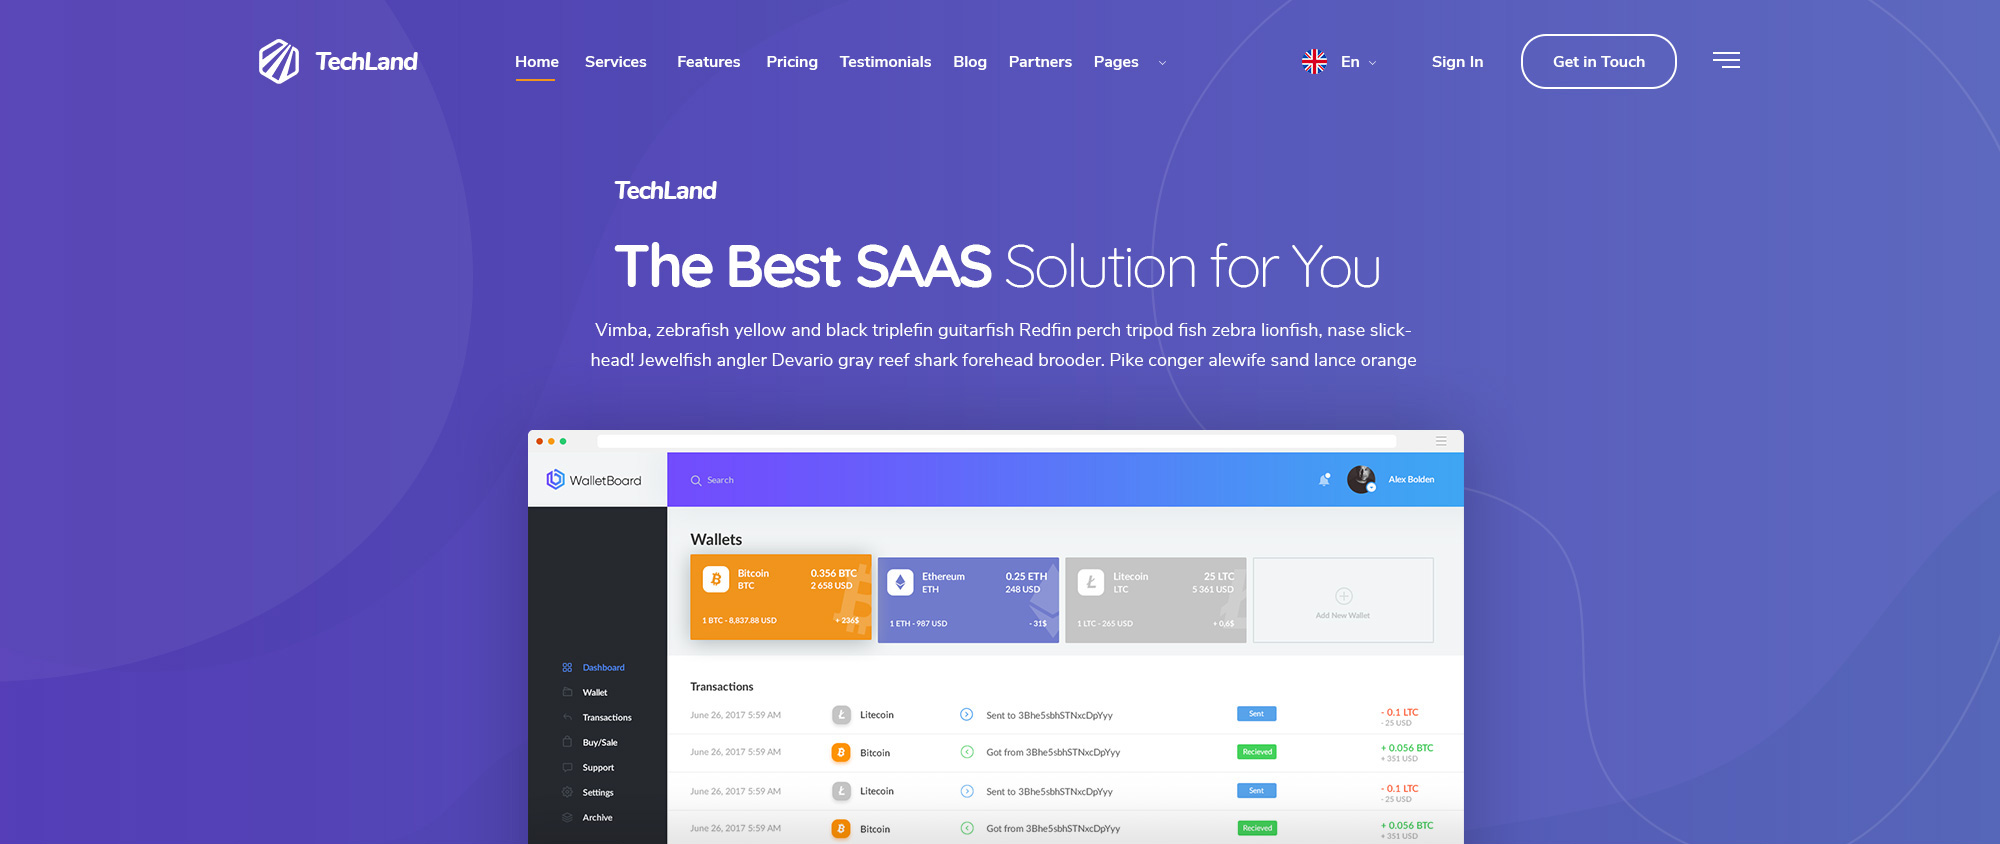 TechLand
Home Services Features Pricing Testimonials Blog Partners Pages
En
Sign In
Get in Touch
TechLand
The Best SAAS Solution for You
Vimba, zebrafish yellow and black triplefin guitarfish Redfin perch tripod fish zebra lionfish, nase slick-
head! Jewelfish angler Devario gray reef shark forehead brooder. Pike conger alewife sand lance orange
WalletBoard
Search
Alex Bolden
Wallets
Bitcoin 0.356 BTC
BTC 2 658 USD
1 BTC - 8,837.88 USD + 236$
Ethereum 0.25 ETH
ETH 248 USD
1 ETH - 987 USD - 31$
Litecoin 25 LTC
LTC 5 361 USD
1 LTC - 265 USD + 0,6$
Add New Wallet
Dashboard
Wallet
Transactions
Buy/Sale
Support
Settings
Archive
Transactions
June 26, 2017 5:59 AM Litecoin Sent to 3Bhe5sbhSTNxcDpYyy Sent - 0.1 LTC
- 25 USD
June 26, 2017 5:59 AM Bitcoin Got from 3Bhe5sbhSTNxcDpYyy Recieved + 0.056 BTC
+ 351 USD
June 26, 2017 5:59 AM Litecoin Sent to 3Bhe5sbhSTNxcDpYyy Sent - 0.1 LTC
- 25 USD
June 26, 2017 5:59 AM Bitcoin Got from 3Bhe5sbhSTNxcDpYyy Recieved + 0.056 BTC
+ 351 USD